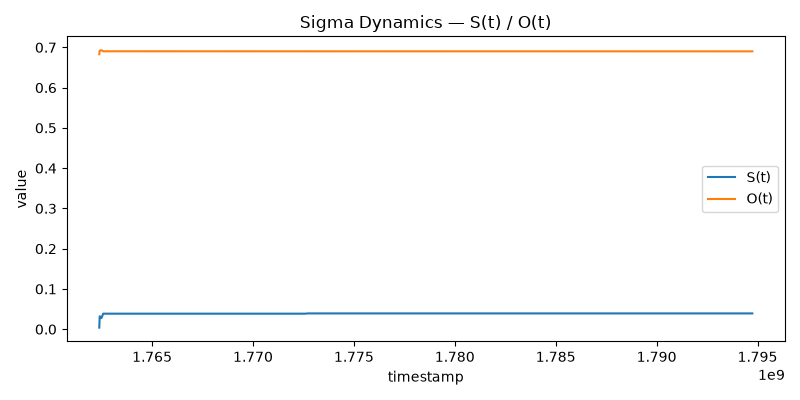 Sigma Dynamics — S(t) / O(t)
0.7
0.6
0.5
0.4
0.3
0.2
0.1
0.0
value
S(t)
O(t)
1.765
1.770
1.775
1.780
1.785
1.790
1.795
1e9
timestamp